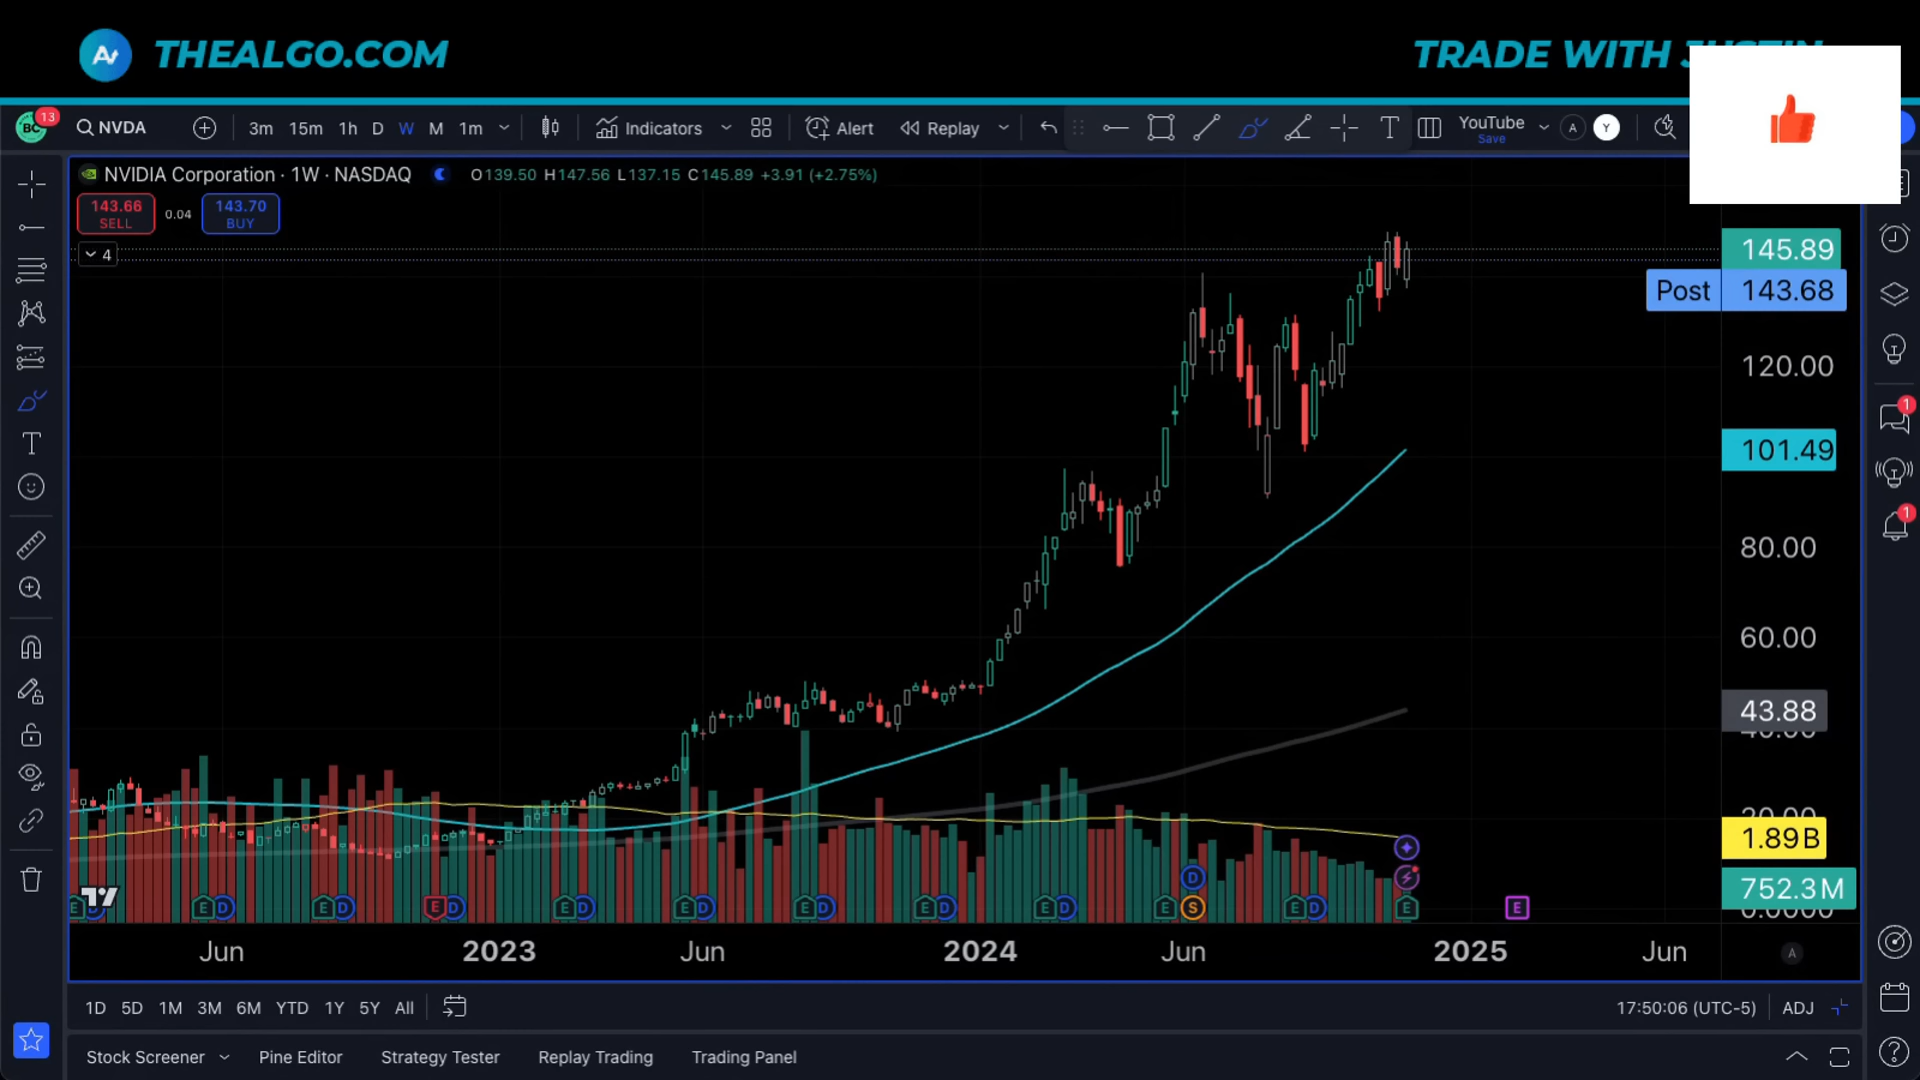 THEALGO.COM
TRADE WITH
BC 13 NVDA 3m 15m 1h D W M 1m Indicators Alert Replay T YouTube Save A Y
NVIDIA Corporation · 1W · NASDAQ O139.50 H147.56 L137.15 C145.89 +3.91 (+2.75%)
143.66 SELL 0.04 143.70 BUY
4
145.89
Post 143.68
120.00
101.49
80.00
60.00
43.88
1.89B
752.3M
E D E D E D E D E D E D E D E D E D E D S E D E E
Jun 2023 Jun 2024 Jun 2025 Jun A
1D 5D 1M 3M 6M YTD 1Y 5Y All 17:50:06 (UTC-5) ADJ
Stock Screener Pine Editor Strategy Tester Replay Trading Trading Panel
1
1